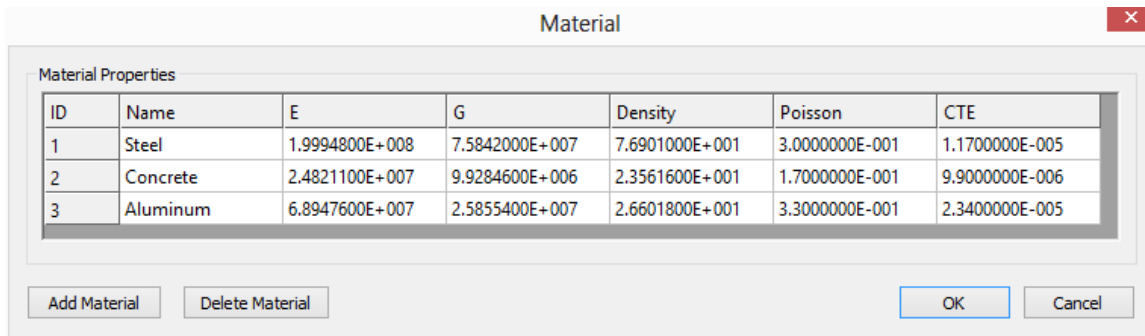 Material
Material Properties
ID Name E G Density Poisson CTE
1 Steel 1.9994800E+008 7.5842000E+007 7.6901000E+001 3.0000000E-001 1.1700000E-005
2 Concrete 2.4821100E+007 9.9284600E+006 2.3561600E+001 1.7000000E-001 9.9000000E-006
3 Aluminum 6.8947600E+007 2.5855400E+007 2.6601800E+001 3.3000000E-001 2.3400000E-005
Add Material Delete Material OK Cancel